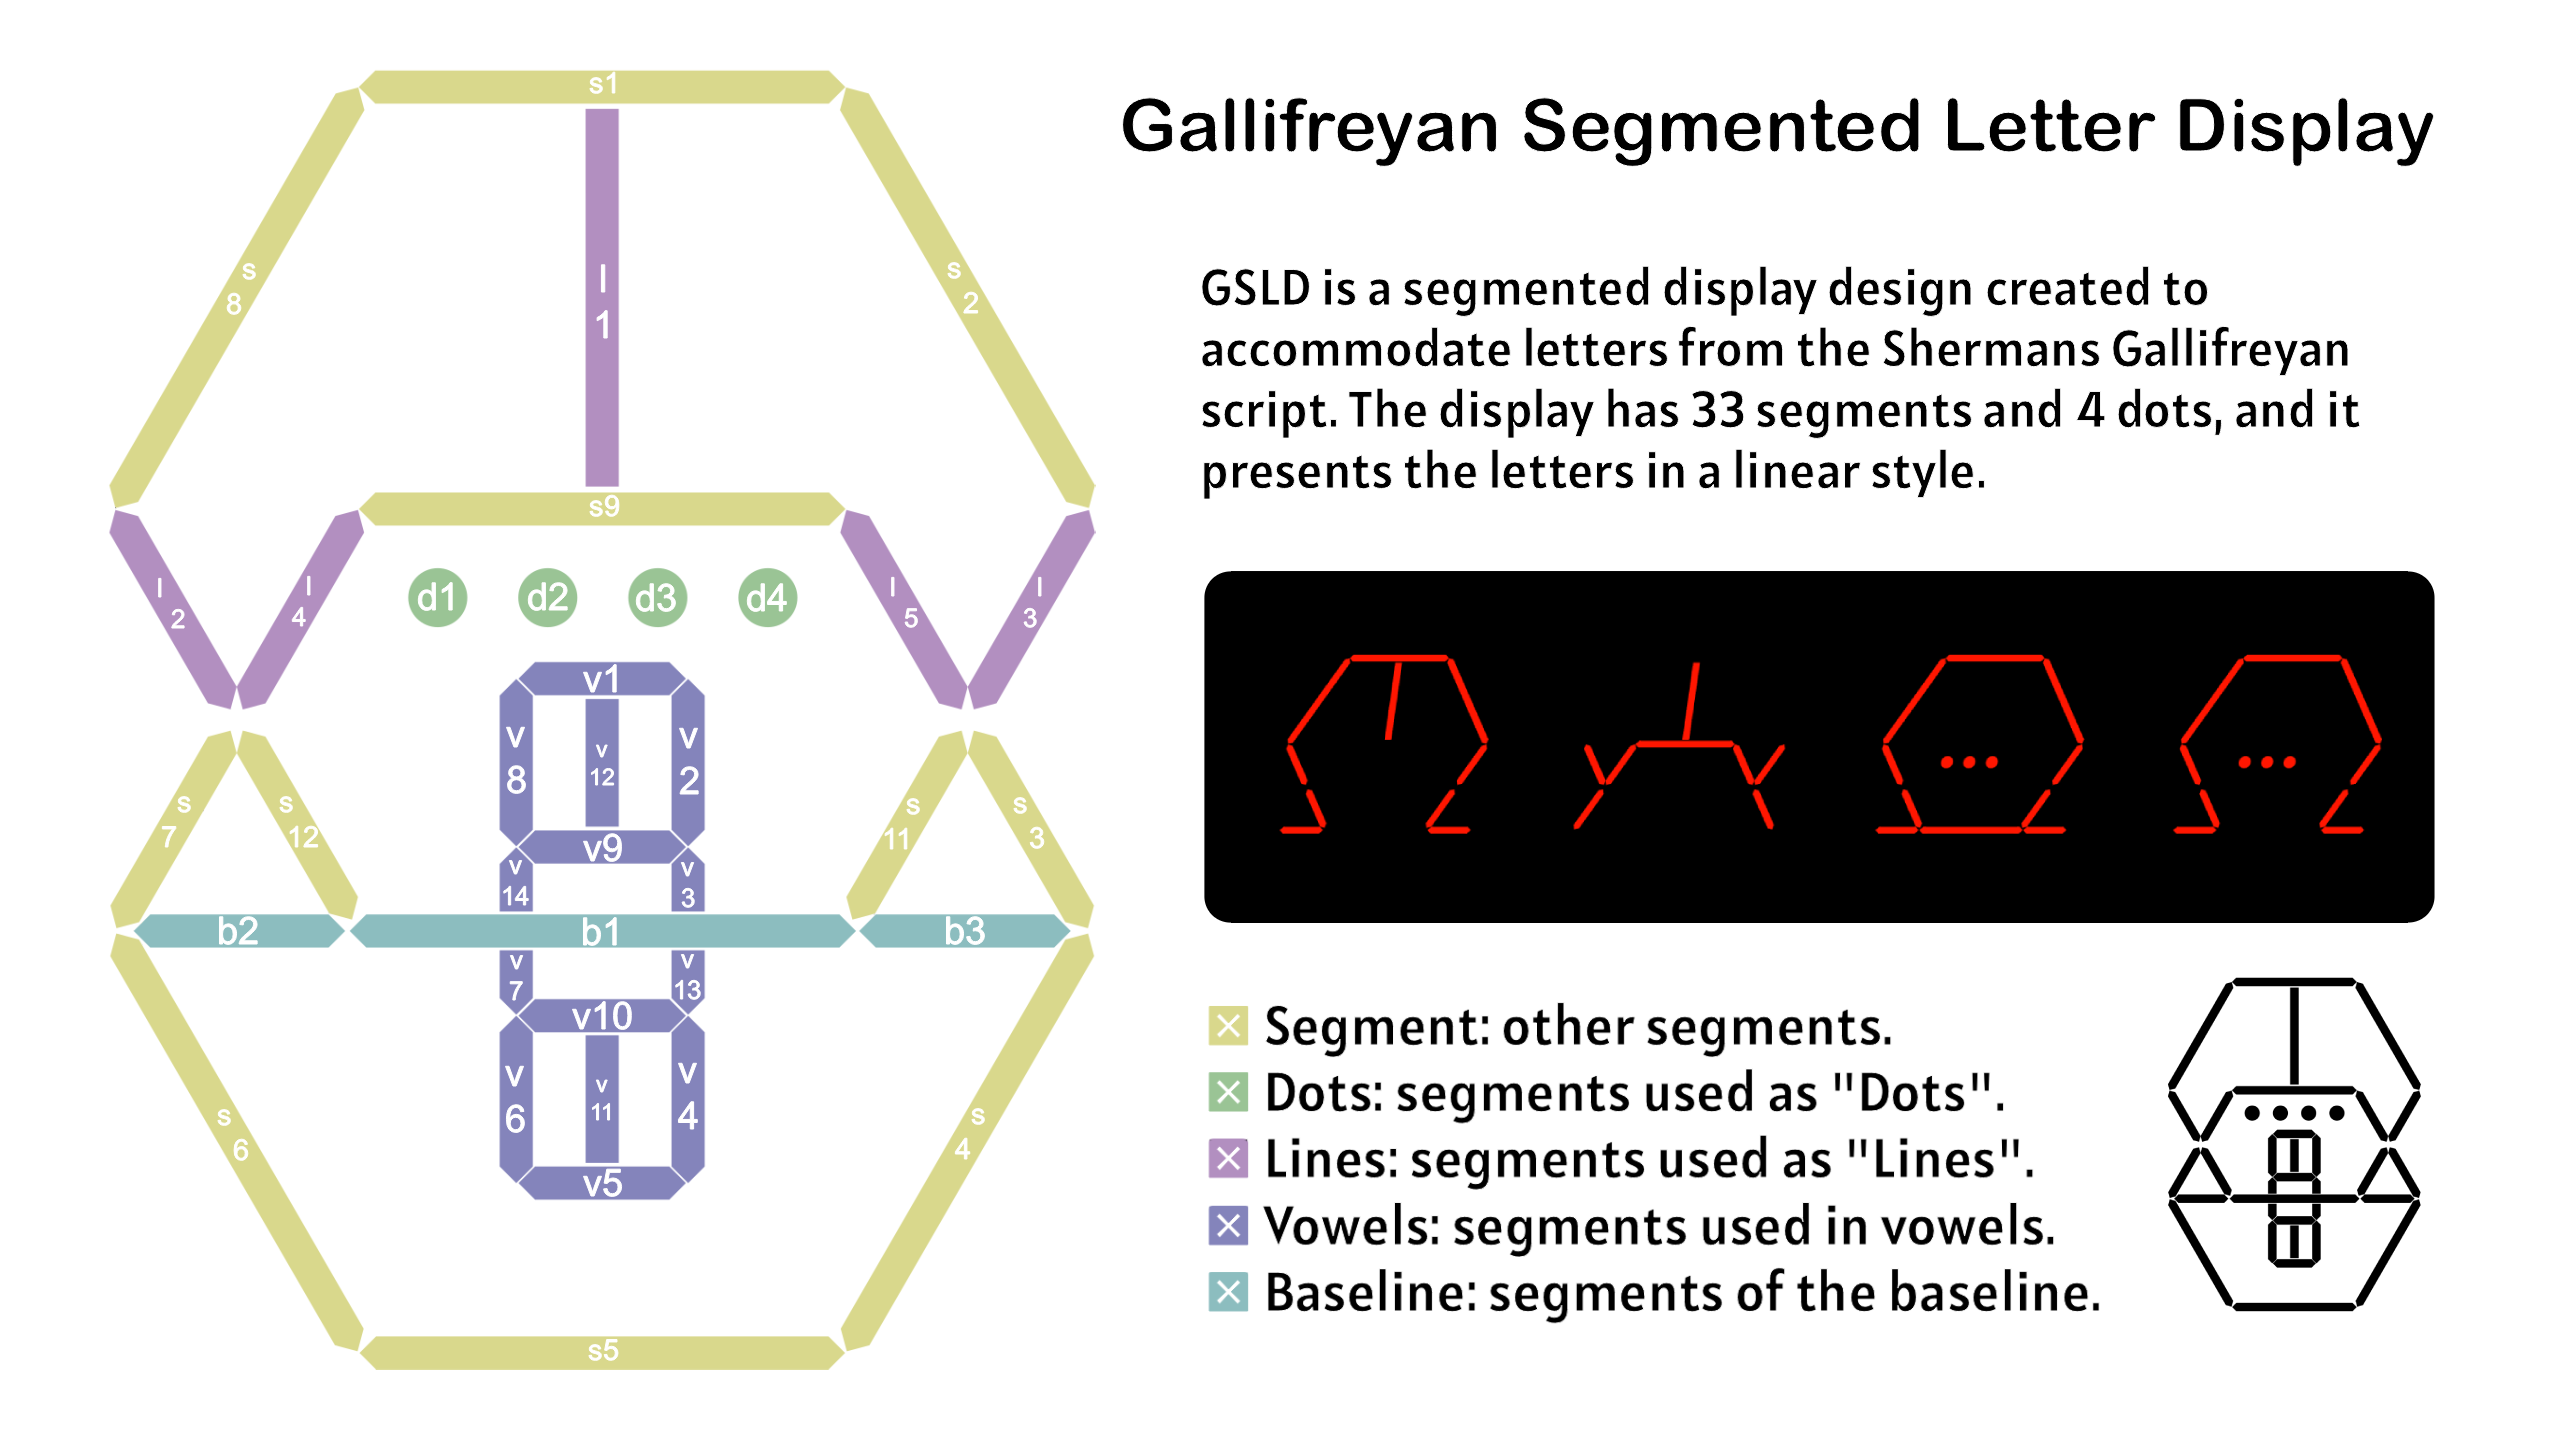 Gallifreyan Segmented Letter Display
GSLD is a segmented display design created to
accommodate letters from the Shermans Gallifreyan
script. The display has 33 segments and 4 dots, and it
presents the letters in a linear style.
s1
s 8
l 1
s 2
s9
l 2
l 4
d1 d2 d3 d4
l 5
l 3
v1
v 8
v 12
v 2
s 7
s 12
s 11
s 3
v9
v 14
v 3
b2 b1 b3
v 7
v 13
v10
v 6
v 11
v 4
s 6
s 4
v5
s5
Segment: other segments.
Dots: segments used as "Dots".
Lines: segments used as "Lines".
Vowels: segments used in vowels.
Baseline: segments of the baseline.